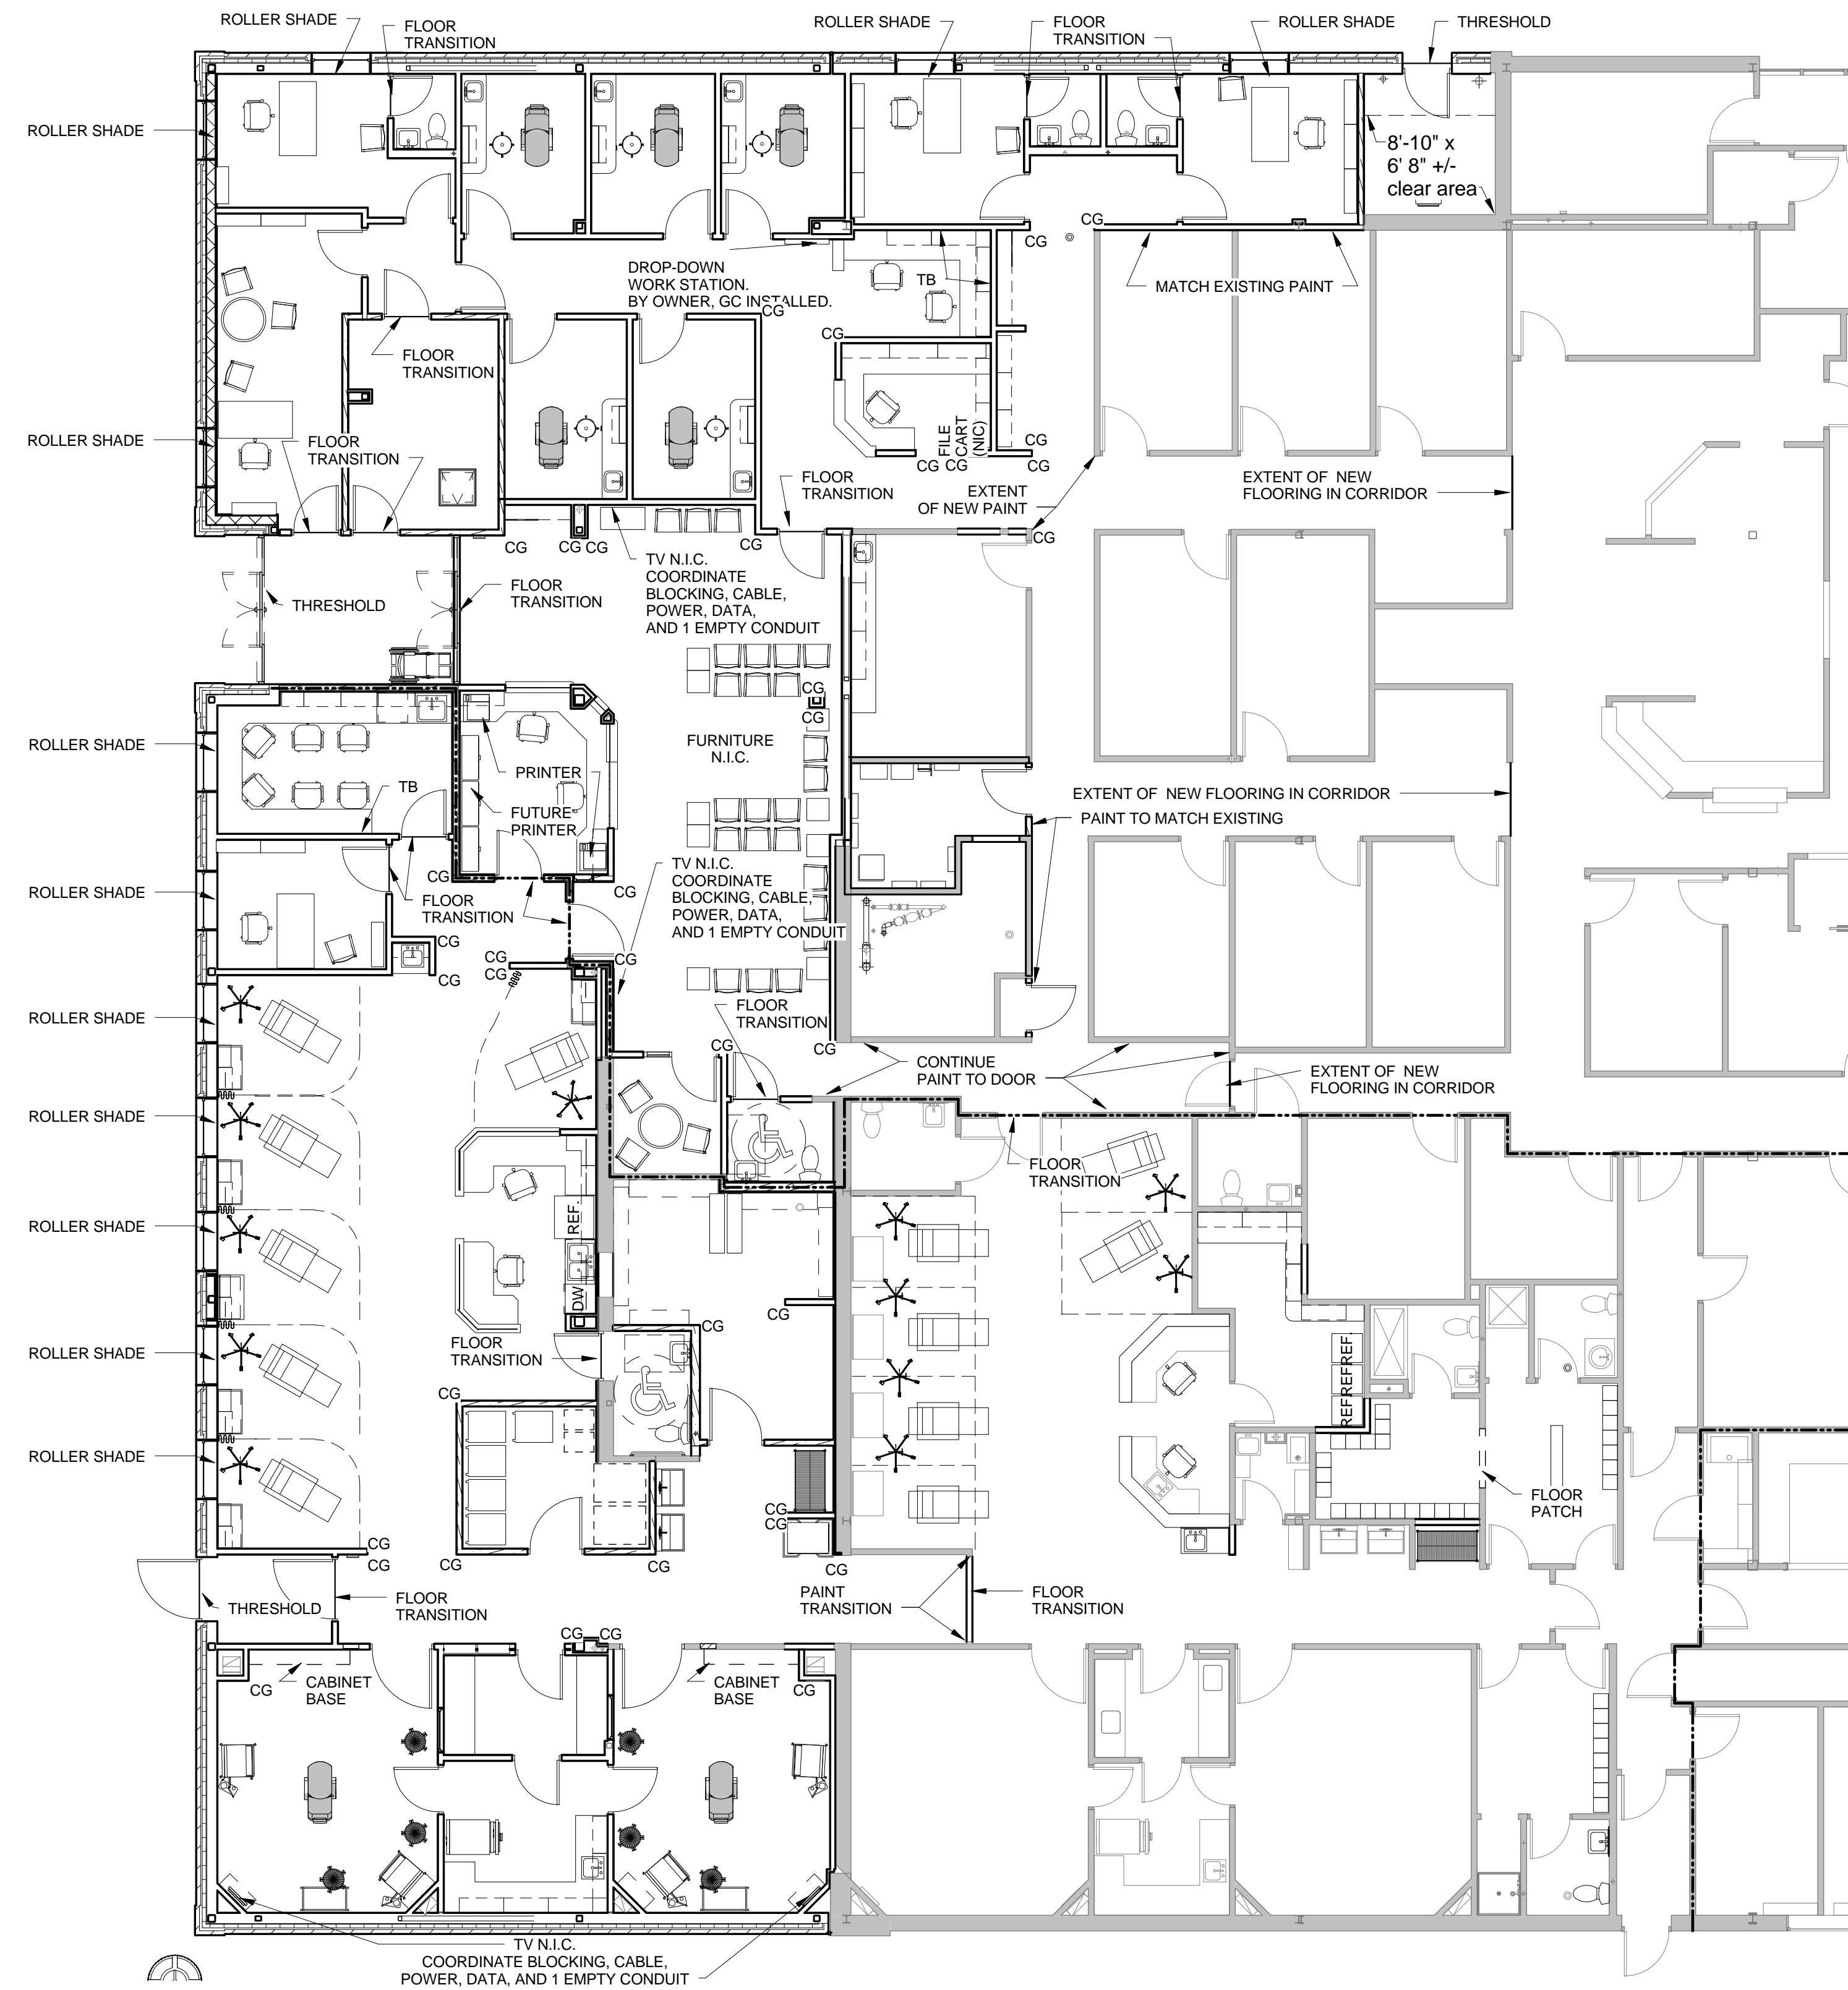 ROLLER SHADE
FLOOR
TRANSITION
ROLLER SHADE
FLOOR
TRANSITION
ROLLER SHADE
THRESHOLD
ROLLER SHADE
8'-10" x
6' 8" +/-
clear area
CG
CG
DROP-DOWN
WORK STATION.
BY OWNER, GC INSTALLED.
TB
MATCH EXISTING PAINT
CG
CG
FLOOR
TRANSITION
ROLLER SHADE
FLOOR
TRANSITION
FILE
CART
(NIC)
CG
CG
CG
CG
FLOOR
TRANSITION
EXTENT
OF NEW PAINT
EXTENT OF NEW
FLOORING IN CORRIDOR
CG
CG
CG
CG
CG
TV N.I.C.
COORDINATE
BLOCKING, CABLE,
POWER, DATA,
AND 1 EMPTY CONDUIT
FLOOR
TRANSITION
THRESHOLD
CG
CG
ROLLER SHADE
FURNITURE
N.I.C.
PRINTER
TB
FUTURE
PRINTER
EXTENT OF NEW FLOORING IN CORRIDOR
PAINT TO MATCH EXISTING
CG
CG
TV N.I.C.
COORDINATE
BLOCKING, CABLE,
POWER, DATA,
AND 1 EMPTY CONDUIT
ROLLER SHADE
FLOOR
TRANSITION
CG
CG
CG
CG
CG
ROLLER SHADE
FLOOR
TRANSITION
CG
CG
CONTINUE
PAINT TO DOOR
EXTENT OF NEW
FLOORING IN CORRIDOR
ROLLER SHADE
FLOOR
TRANSITION
ROLLER SHADE
REF.
DW
CG
CG
FLOOR
TRANSITION
ROLLER SHADE
REF.
REF.
REF.
CG
ROLLER SHADE
FLOOR
PATCH
CG
CG
CG
CG
CG
CG
CG
THRESHOLD
FLOOR
TRANSITION
PAINT
TRANSITION
FLOOR
TRANSITION
CG
CG
CG
CABINET
BASE
CABINET
BASE
CG
TV N.I.C.
COORDINATE BLOCKING, CABLE,
POWER, DATA, AND 1 EMPTY CONDUIT